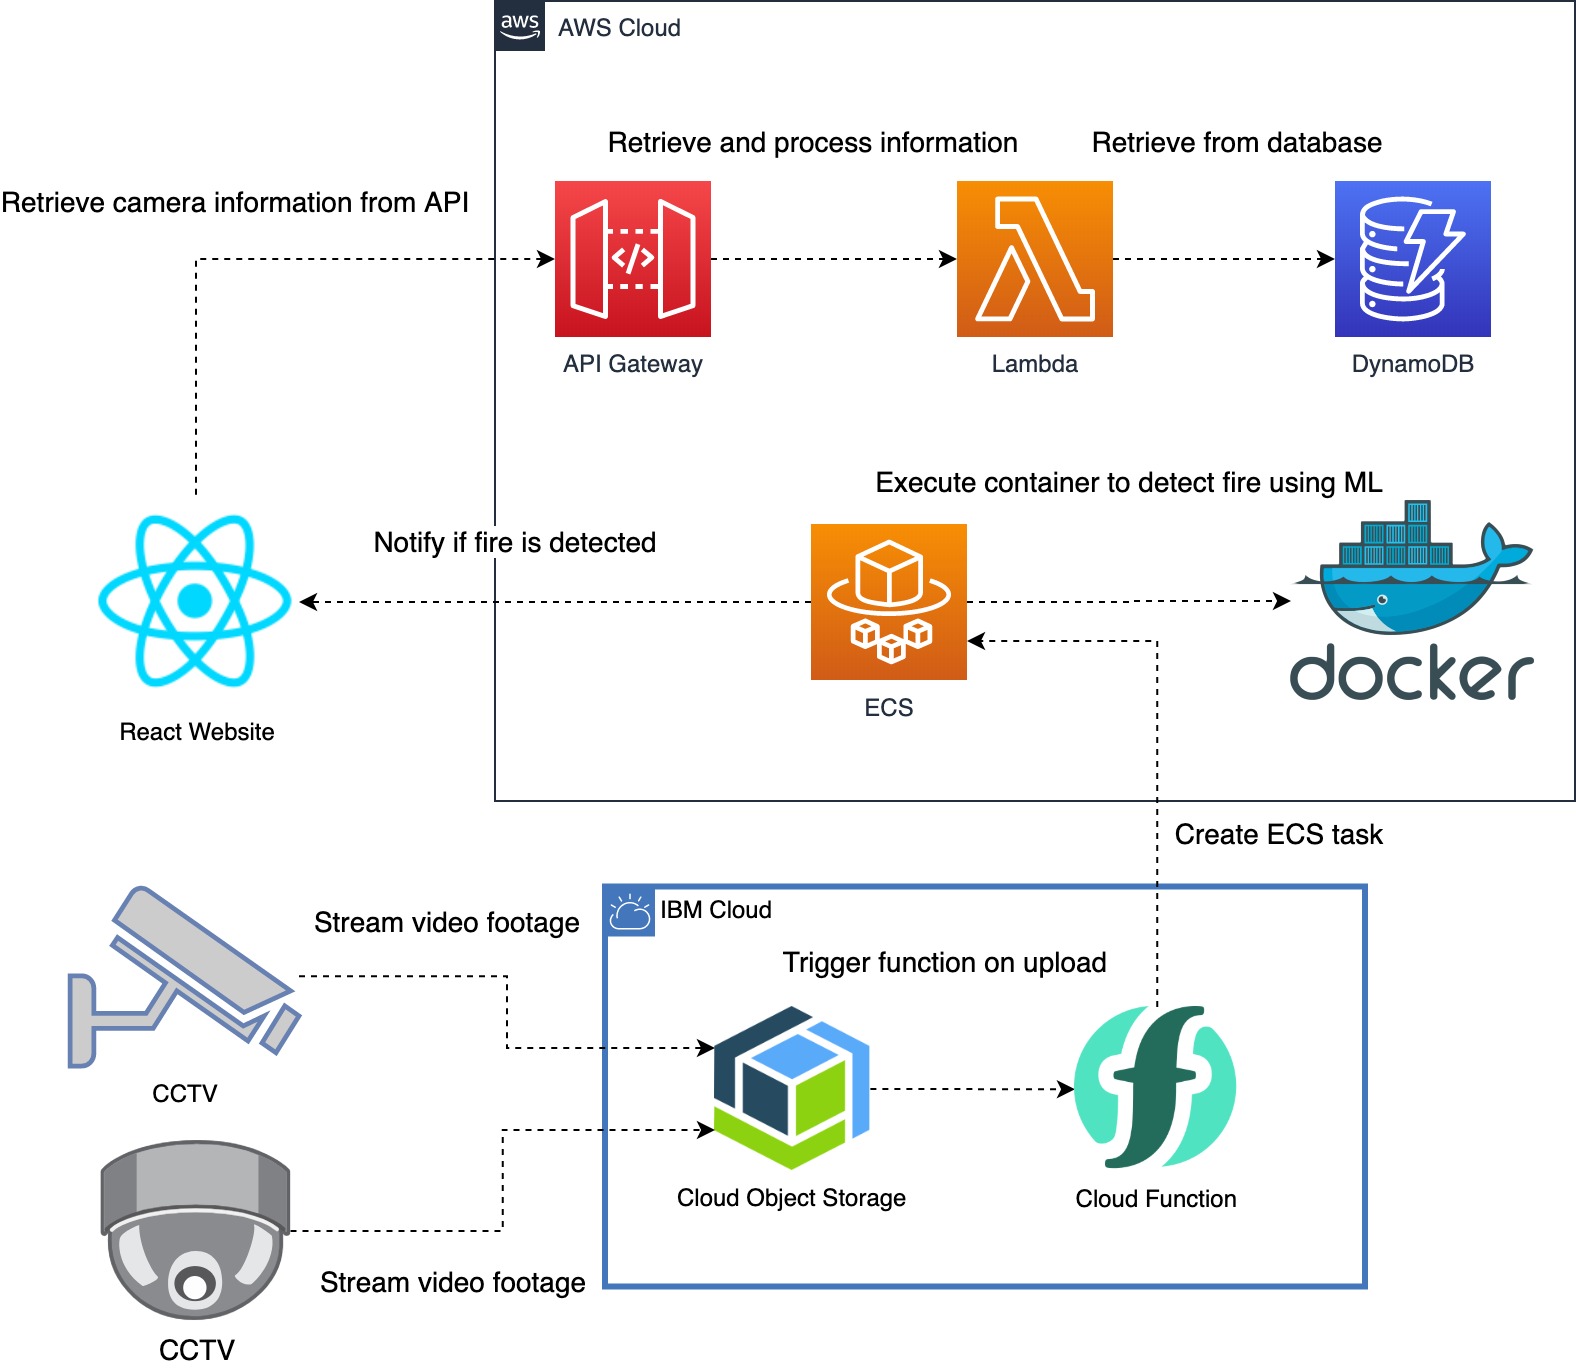 aws
AWS Cloud
Retrieve and process information
Retrieve from database
Retrieve camera information from API
</>
API Gateway
Lambda
DynamoDB
Execute container to detect fire using ML
Notify if fire is detected
docker
ECS
React Website
Create ECS task
IBM Cloud
Stream video footage
Trigger function on upload
CCTV
Cloud Object Storage
Cloud Function
Stream video footage
CCTV